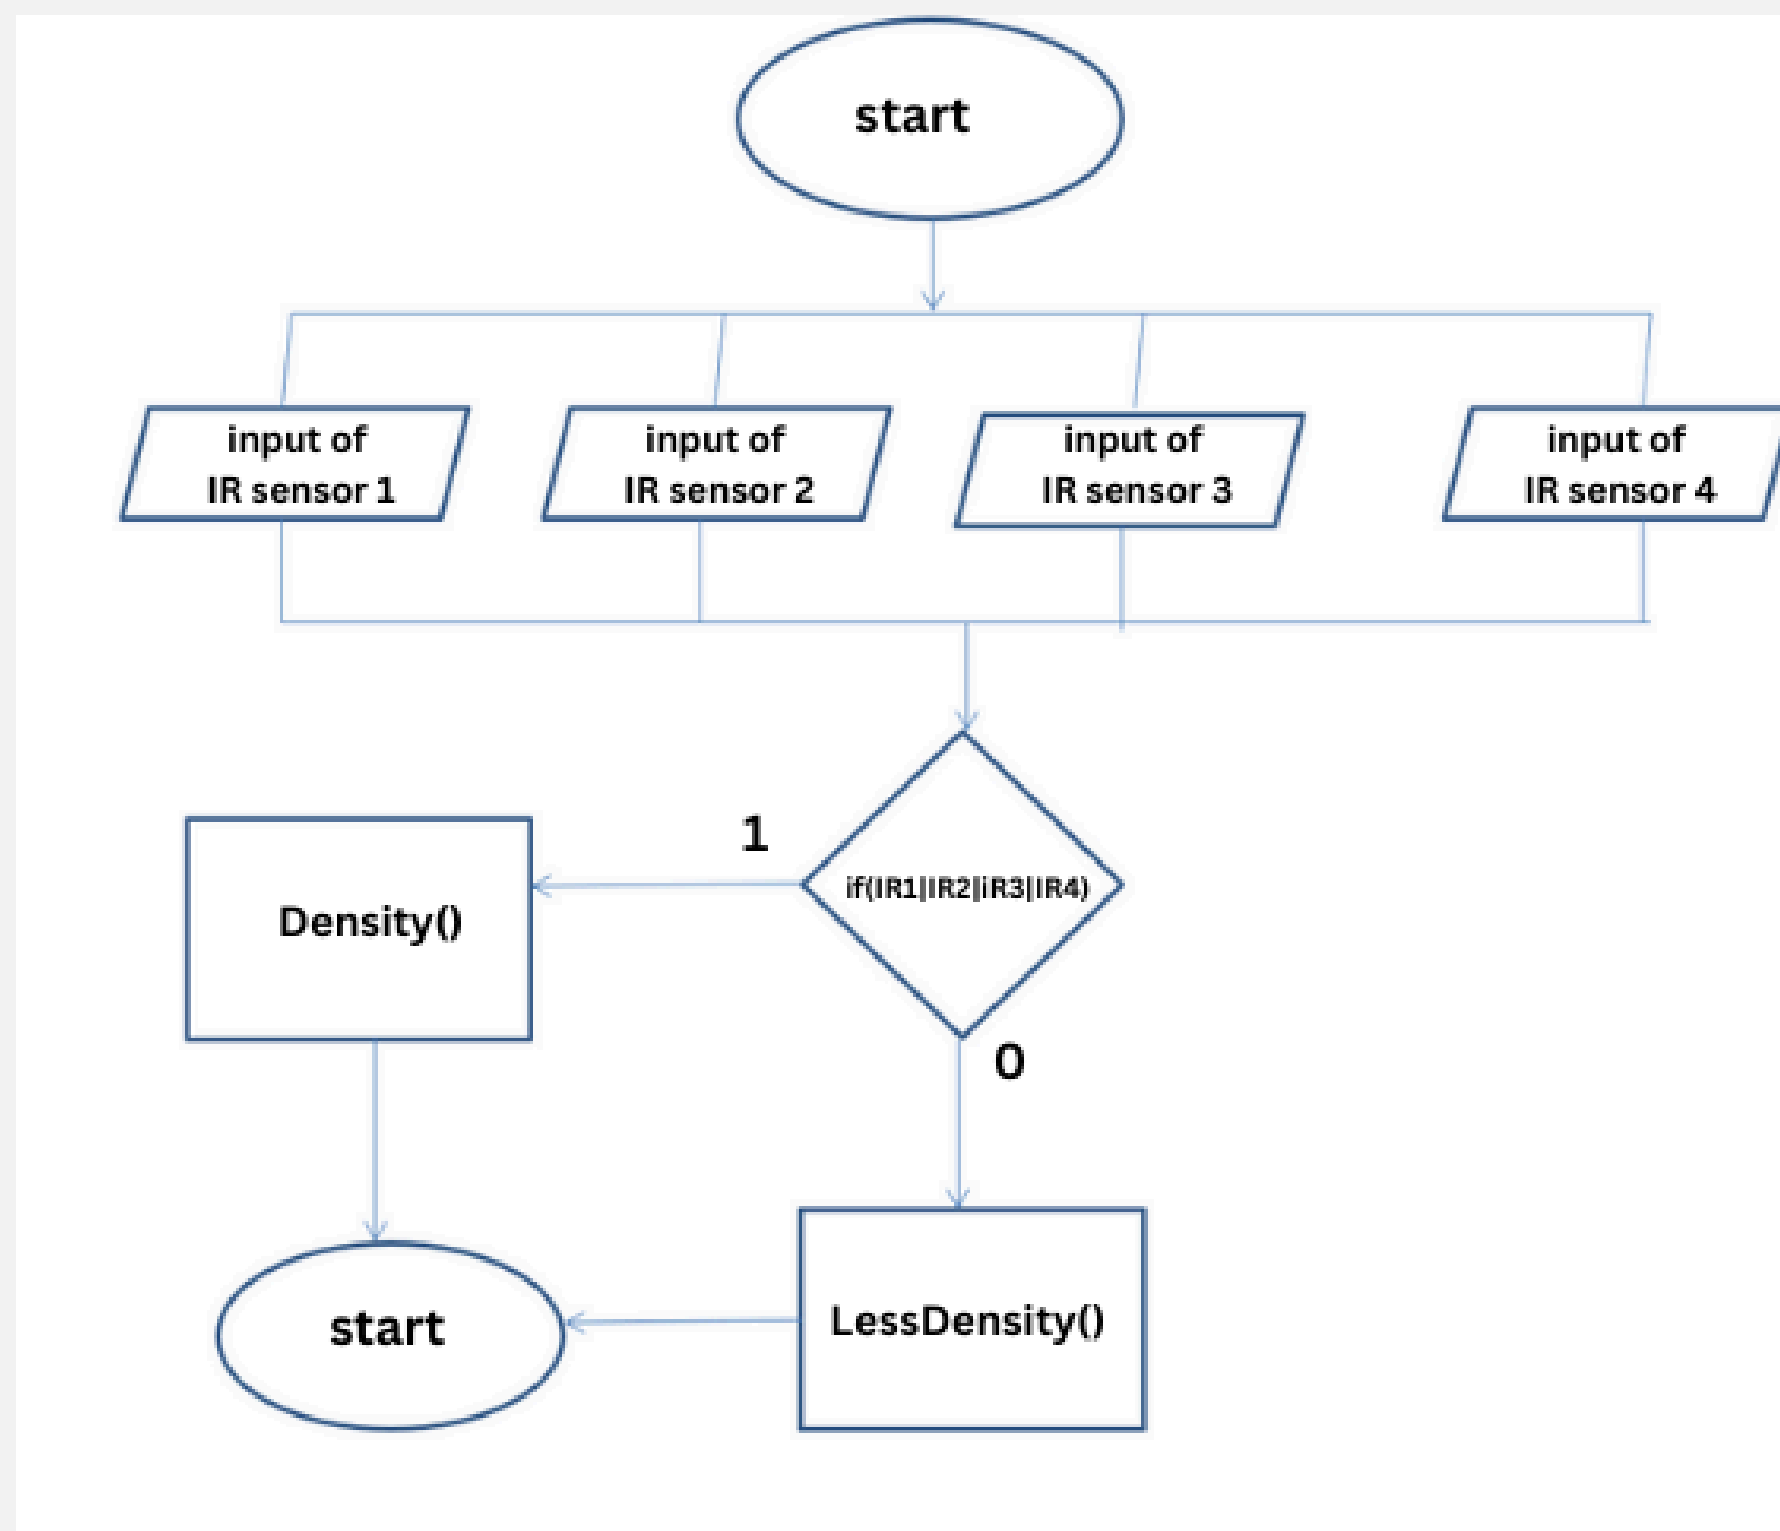 start
input of
IR sensor 1
input of
IR sensor 2
input of
IR sensor 3
input of
IR sensor 4
1
if(IR1|IR2|iR3|IR4)
Density()
0
start
LessDensity()